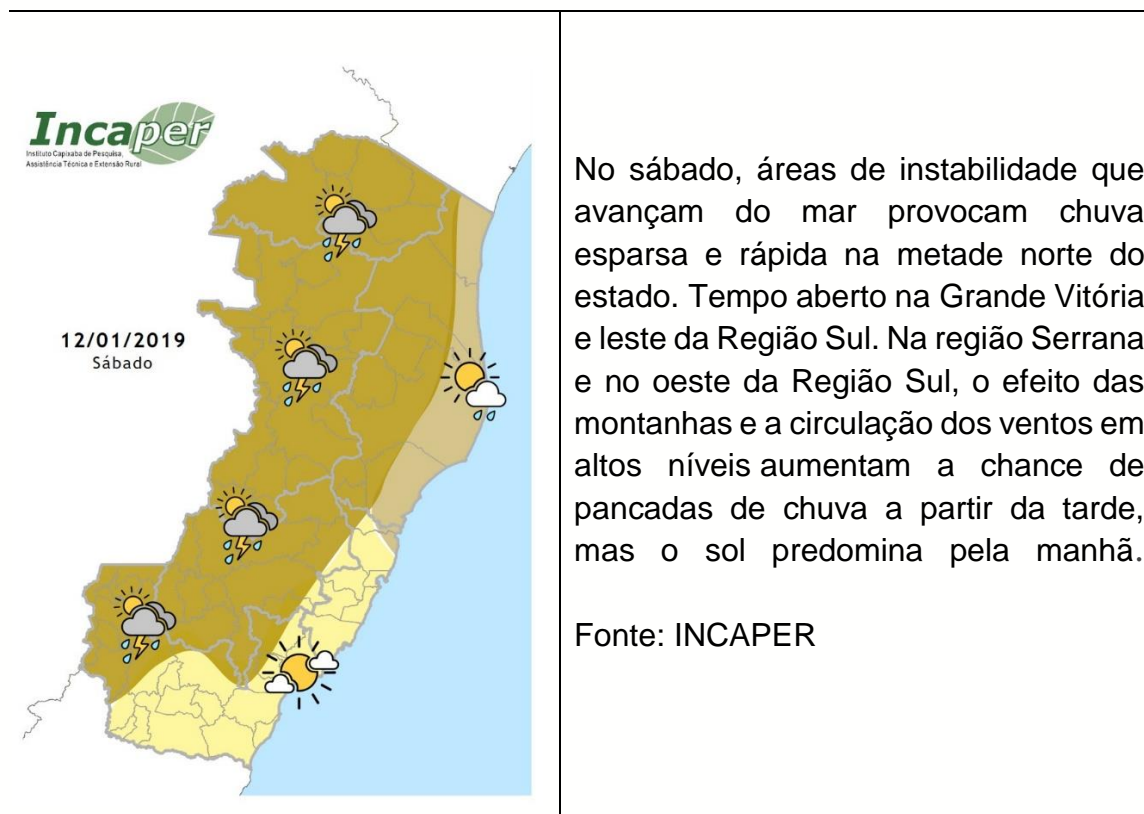 Incaper
Instituto Capixaba de Pesquisa,
Assistência Técnica e Extensão Rural
12/01/2019
Sábado
No sábado, áreas de instabilidade que
avançam do mar provocam chuva
esparsa e rápida na metade norte do
estado. Tempo aberto na Grande Vitória
e leste da Região Sul. Na região Serrana
e no oeste da Região Sul, o efeito das
montanhas e a circulação dos ventos em
altos níveis aumentam a chance de
pancadas de chuva a partir da tarde,
mas o sol predomina pela manhã.
Fonte: INCAPER